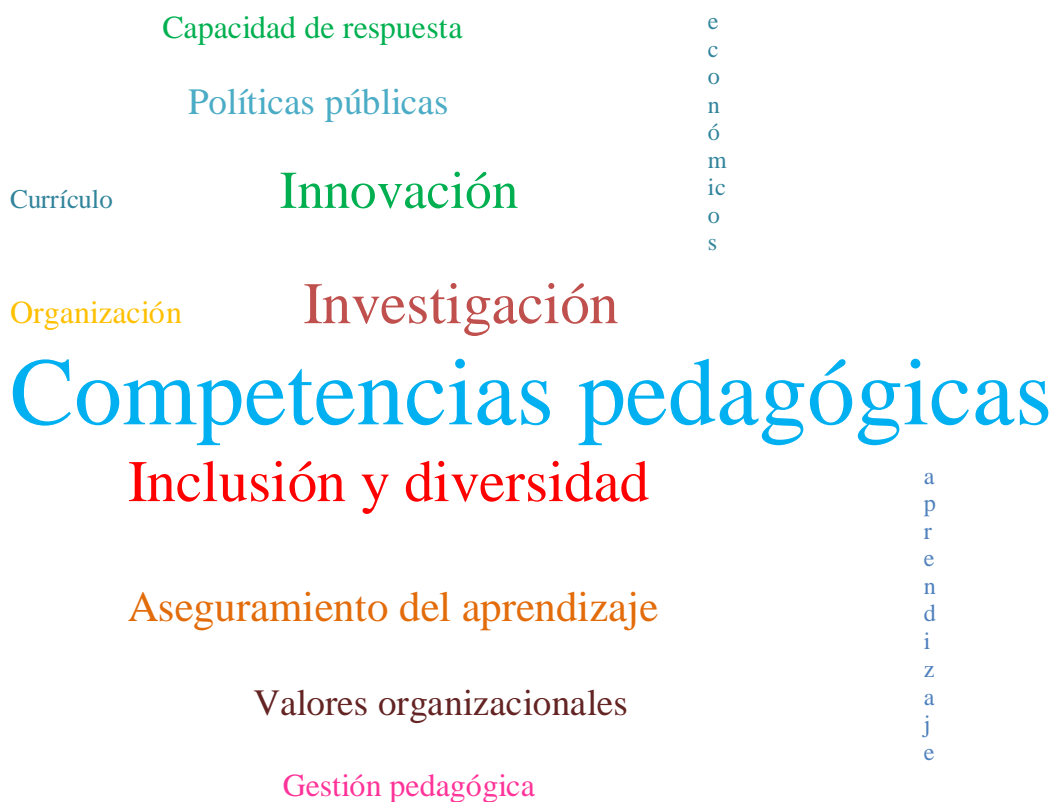 Capacidad de respuesta
económicos
Políticas públicas
Currículo
Innovación
Organización
Investigación
Competencias pedagógicas
Inclusión y diversidad
aprendizaje
Aseguramiento del aprendizaje
Valores organizacionales
Gestión pedagógica